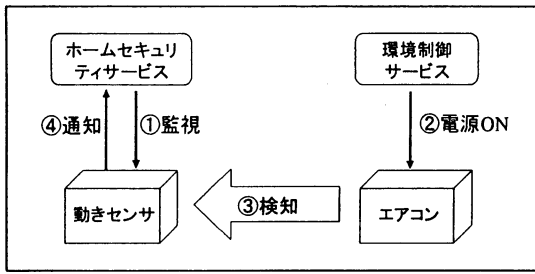 ホームセキュリ
ティサービス
環境制御
サービス
④通知
①監視
②電源ON
動きセンサ
③検知
エアコン